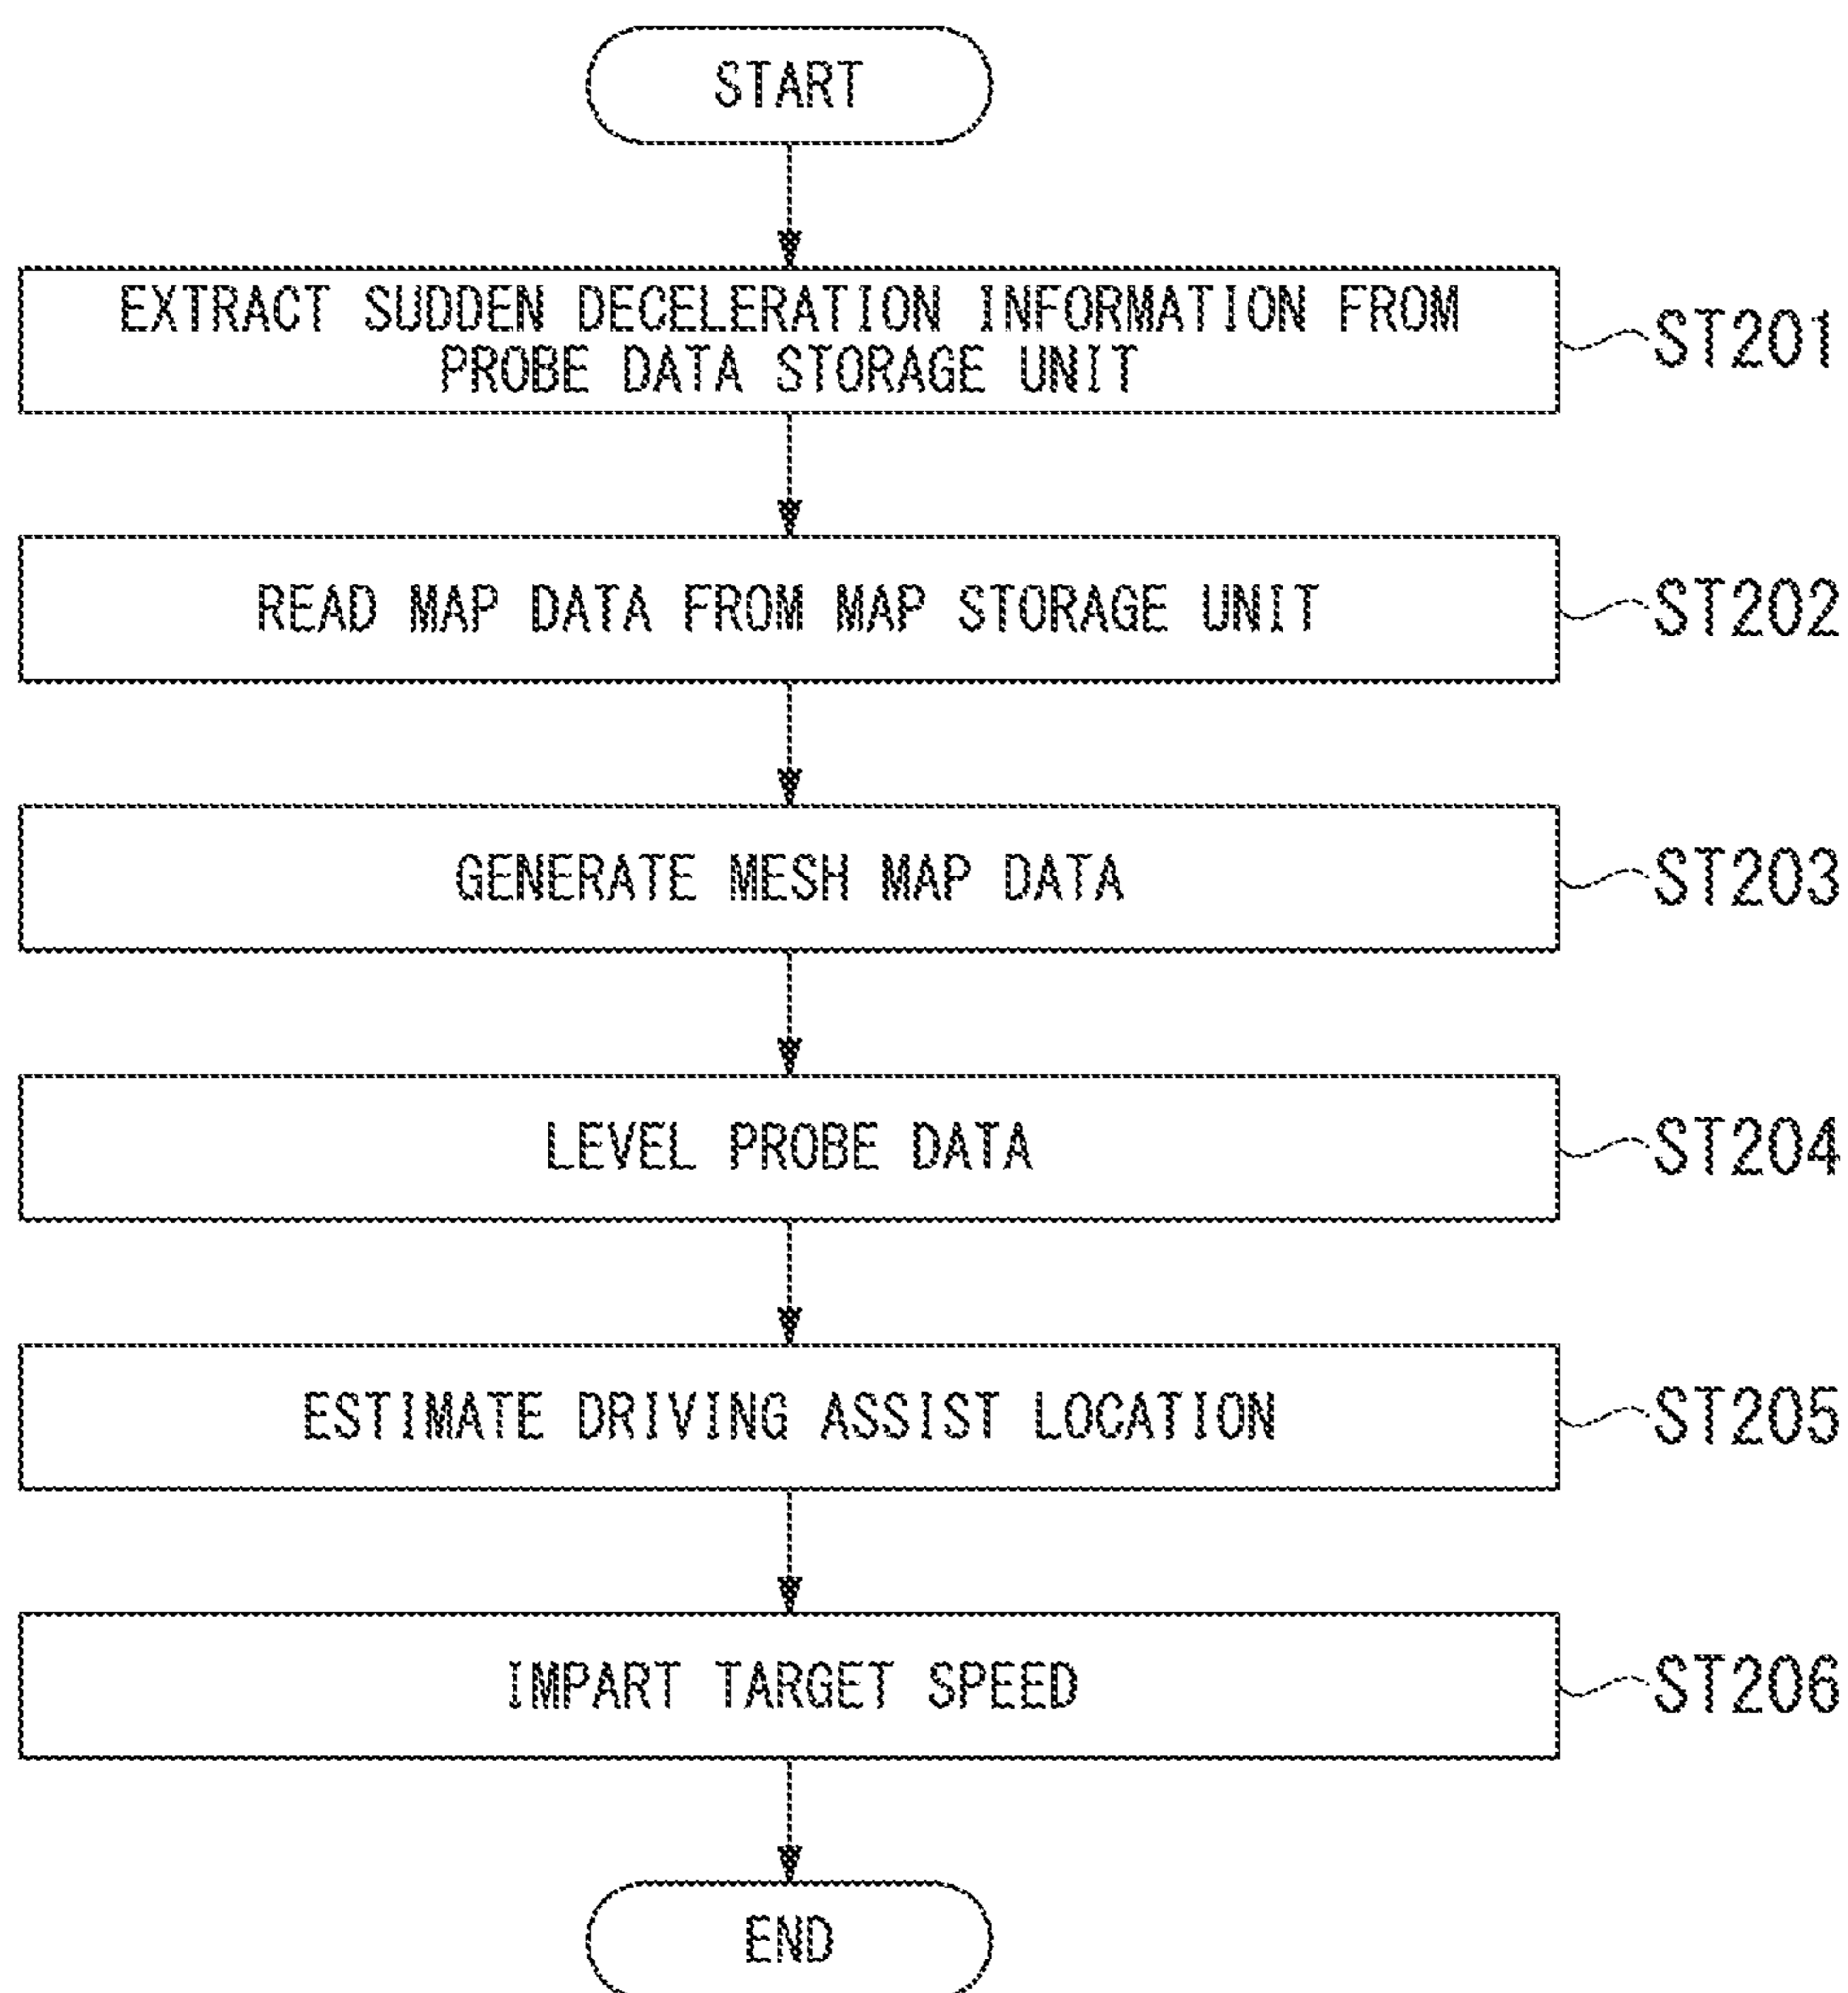 START
EXTRACT SUDDEN DECELERATION INFORMATION FROM
PROBE DATA STORAGE UNIT
ST201
READ MAP DATA FROM MAP STORAGE UNIT
ST202
GENERATE MESH MAP DATA
ST203
LEVEL PROBE DATA
ST204
ESTIMATE DRIVING ASSIST LOCATION
ST205
IMPART TARGET SPEED
ST206
END